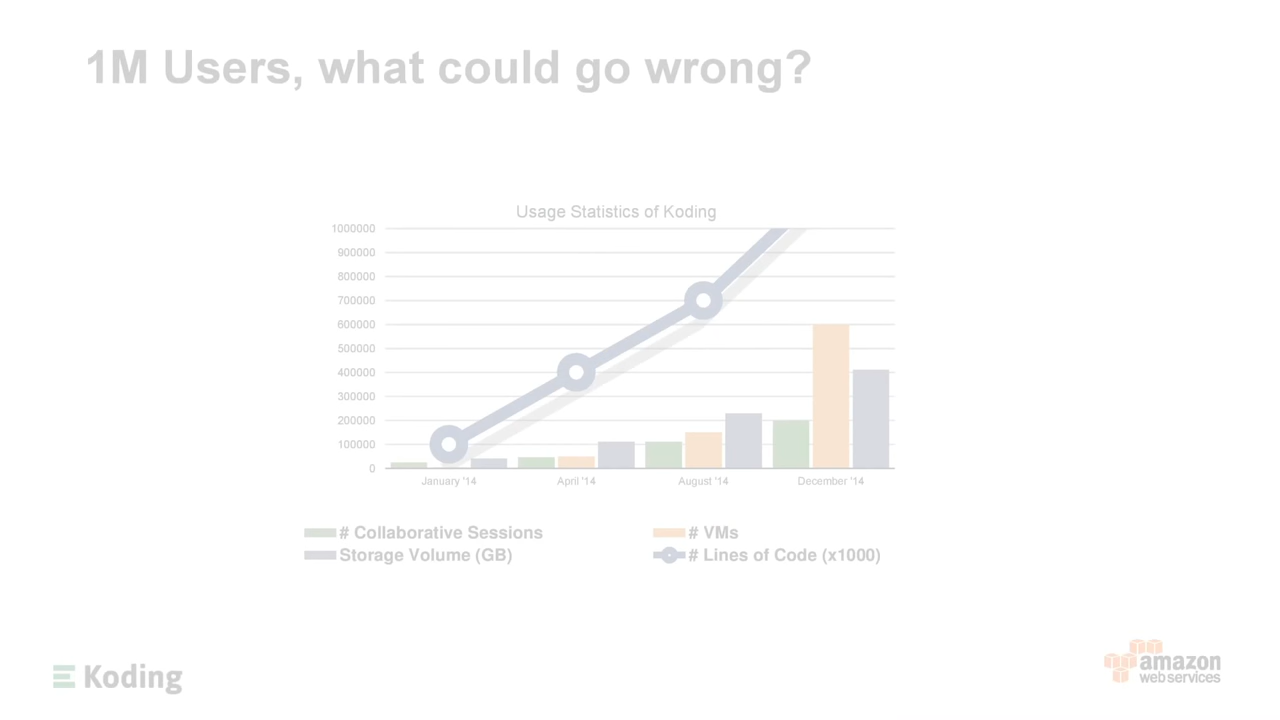 1M Users, what could go wrong?
Usage Statistics of Koding
1000000
900000
800000
700000
600000
500000
400000
300000
200000
100000
0
January '14
April '14
August '14
December '14
# Collaborative Sessions
# VMs
Storage Volume (GB)
# Lines of Code (x1000)
Koding
amazon
web services